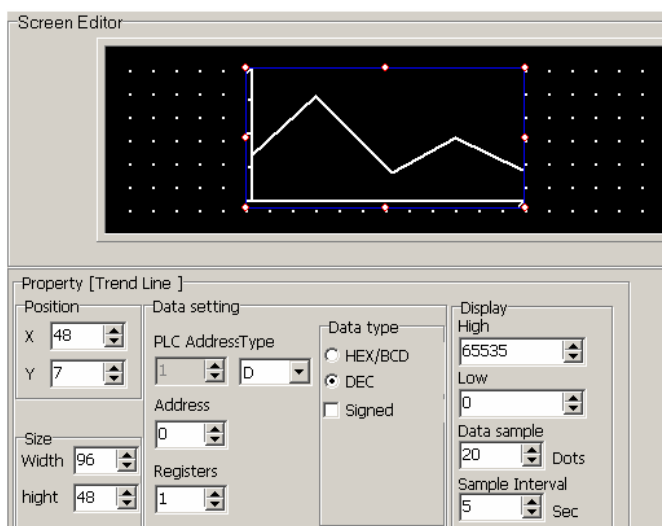 Screen Editor
Property [Trend Line ]
Position
X 48
Y 7
Size
Width 96
hight 48
Data setting
PLC Address Type
1 D
Address
0
Registers
1
Data type
HEX/BCD
DEC
Signed
Display
High
65535
Low
0
Data sample
20 Dots
Sample Interval
5 Sec